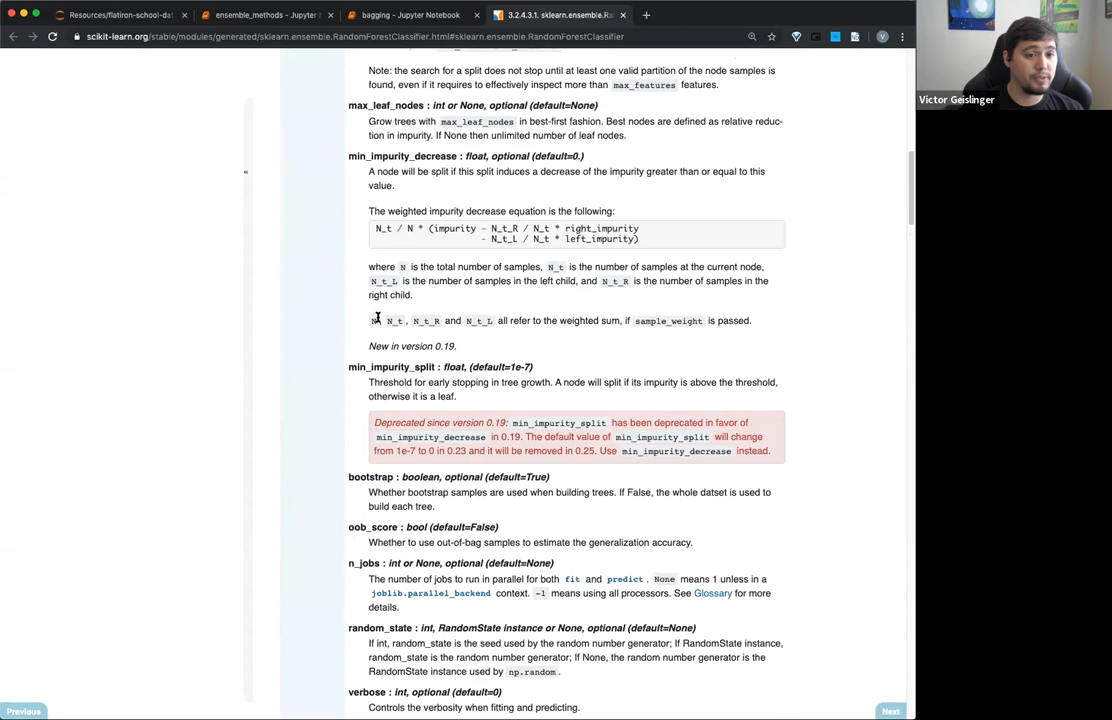 Resources/flatiron-school-dat
ensemble_methods - Jupyter N
bagging - Jupyter Notebook
3.2.4.3.1. sklearn.ensemble.Ra
scikit-learn.org/stable/modules/generated/sklearn.ensemble.RandomForestClassifier.html#sklearn.ensemble.RandomForestClassifier
V
Victor Geislinger
Note: the search for a split does not stop until at least one valid partition of the node samples is
found, even if it requires to effectively inspect more than max_features features.
max_leaf_nodes : int or None, optional (default=None)
Grow trees with max_leaf_nodes in best-first fashion. Best nodes are defined as relative reduc-
tion in impurity. If None then unlimited number of leaf nodes.
min_impurity_decrease : float, optional (default=0.)
A node will be split if this split induces a decrease of the impurity greater than or equal to this
value.
The weighted impurity decrease equation is the following:
N_t / N * (impurity - N_t_R / N_t * right_impurity
- N_t_L / N_t * left_impurity)
where N is the total number of samples, N_t is the number of samples at the current node,
N_t_L is the number of samples in the left child, and N_t_R is the number of samples in the
right child.
N, N_t, N_t_R and N_t_L all refer to the weighted sum, if sample_weight is passed.
New in version 0.19.
min_impurity_split : float, (default=1e-7)
Threshold for early stopping in tree growth. A node will split if its impurity is above the threshold,
otherwise it is a leaf.
Deprecated since version 0.19: min_impurity_split has been deprecated in favor of
min_impurity_decrease in 0.19. The default value of min_impurity_split will change
from 1e-7 to 0 in 0.23 and it will be removed in 0.25. Use min_impurity_decrease instead.
bootstrap : boolean, optional (default=True)
Whether bootstrap samples are used when building trees. If False, the whole datset is used to
build each tree.
oob_score : bool (default=False)
Whether to use out-of-bag samples to estimate the generalization accuracy.
n_jobs : int or None, optional (default=None)
The number of jobs to run in parallel for both fit and predict. None means 1 unless in a
joblib.parallel_backend context. -1 means using all processors. See Glossary for more
details.
random_state : int, RandomState instance or None, optional (default=None)
If int, random_state is the seed used by the random number generator; If RandomState instance,
random_state is the random number generator; If None, the random number generator is the
RandomState instance used by np.random.
verbose : int, optional (default=0)
Controls the verbosity when fitting and predicting.
Previous
Next